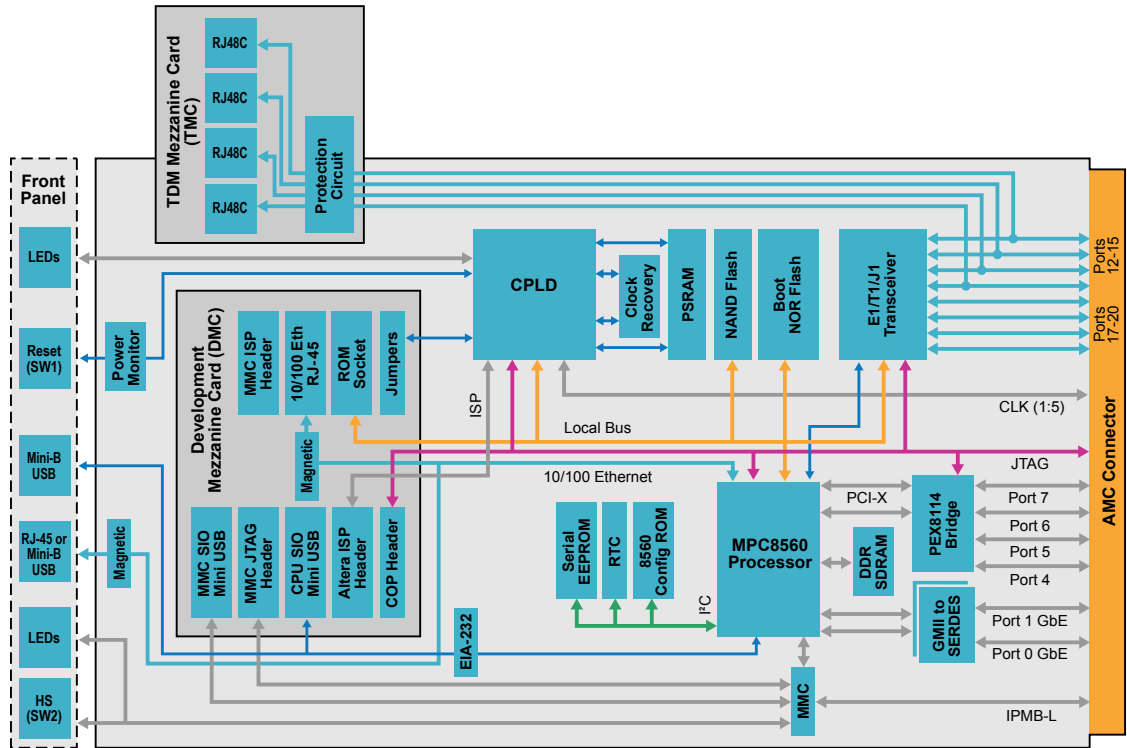 TDM Mezzanine Card
(TMC)
RJ48C
RJ48C
RJ48C
RJ48C
Protection
Circuit
Front
Panel
LEDs
Reset
(SW1)
Mini-B
USB
RJ-45 or
Mini-B
USB
LEDs
HS
(SW2)
Power
Monitor
Magnetic
Development
Mezzanine Card (DMC)
MMC ISP
Header
10/100 Eth
RJ-45
ROM
Socket
Jumpers
Magnetic
MMC SIO
Mini USB
MMC JTAG
Header
CPU SIO
Mini USB
Altera ISP
Header
COP Header
CPLD
Clock
Recovery
PSRAM
NAND Flash
Boot
NOR Flash
E1/T1/J1
Transceiver
Ports
12-15
Ports
17-20
ISP
CLK (1:5)
Local Bus
JTAG
10/100 Ethernet
Serial
EEPROM
RTC
8560
Config ROM
I²C
EIA-232
MPC8560
Processor
PCI-X
DDR
SDRAM
PEX8114
Bridge
GMII to
SERDES
MMC
Port 7
Port 6
Port 5
Port 4
Port 1 GbE
Port 0 GbE
IPMB-L
AMC Connector